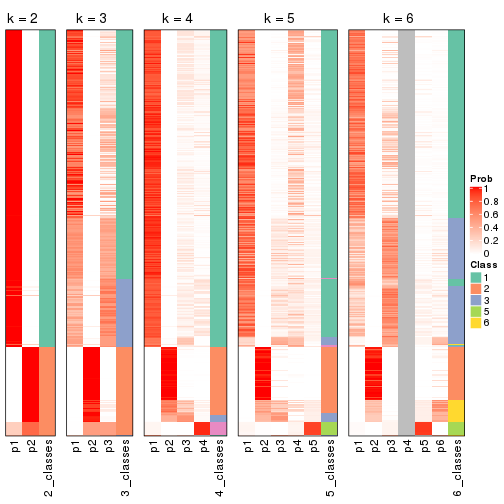 k = 2
k = 3
k = 4
k = 5
k = 6
Prob
1
0.8
0.6
0.4
0.2
0
Class
1
2
3
5
6
p1
p2
2_classes
p1
p2
p3
3_classes
p1
p2
p3
p4
4_classes
p1
p2
p3
p4
p5
5_classes
p1
p2
p3
p4
p5
p6
6_classes